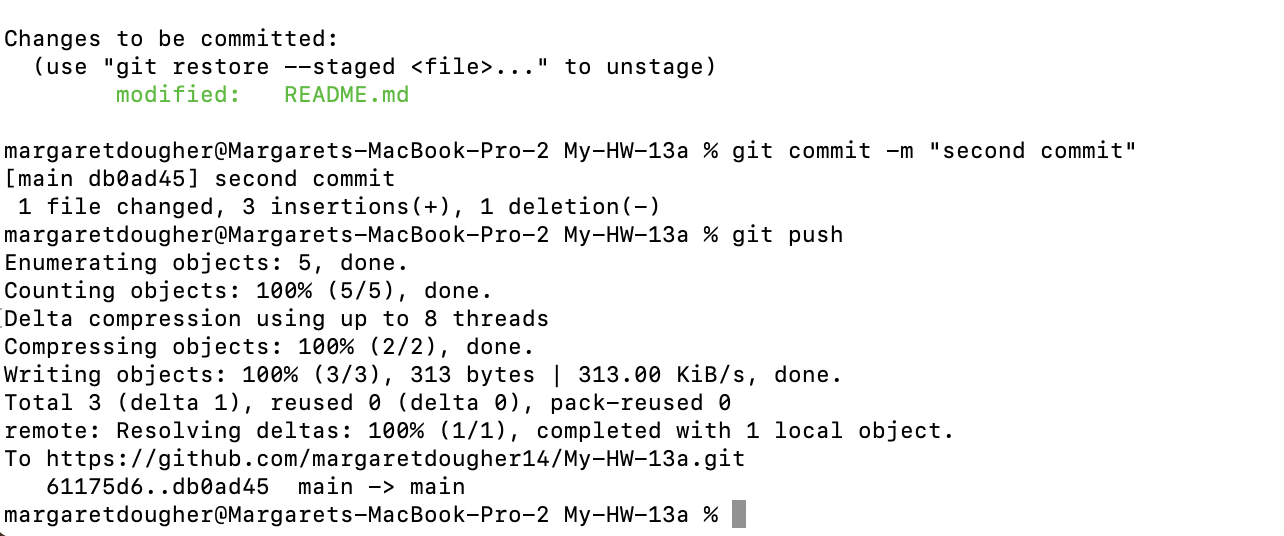 Changes to be committed:
  (use "git restore --staged <file>..." to unstage)
        modified:   README.md
margaretdougher@Margarets-MacBook-Pro-2 My-HW-13a % git commit -m "second commit"
[main db0ad45] second commit
 1 file changed, 3 insertions(+), 1 deletion(-)
margaretdougher@Margarets-MacBook-Pro-2 My-HW-13a % git push
Enumerating objects: 5, done.
Counting objects: 100% (5/5), done.
Delta compression using up to 8 threads
Compressing objects: 100% (2/2), done.
Writing objects: 100% (3/3), 313 bytes | 313.00 KiB/s, done.
Total 3 (delta 1), reused 0 (delta 0), pack-reused 0
remote: Resolving deltas: 100% (1/1), completed with 1 local object.
To https://github.com/margaretdougher14/My-HW-13a.git
   61175d6..db0ad45  main -> main
margaretdougher@Margarets-MacBook-Pro-2 My-HW-13a %